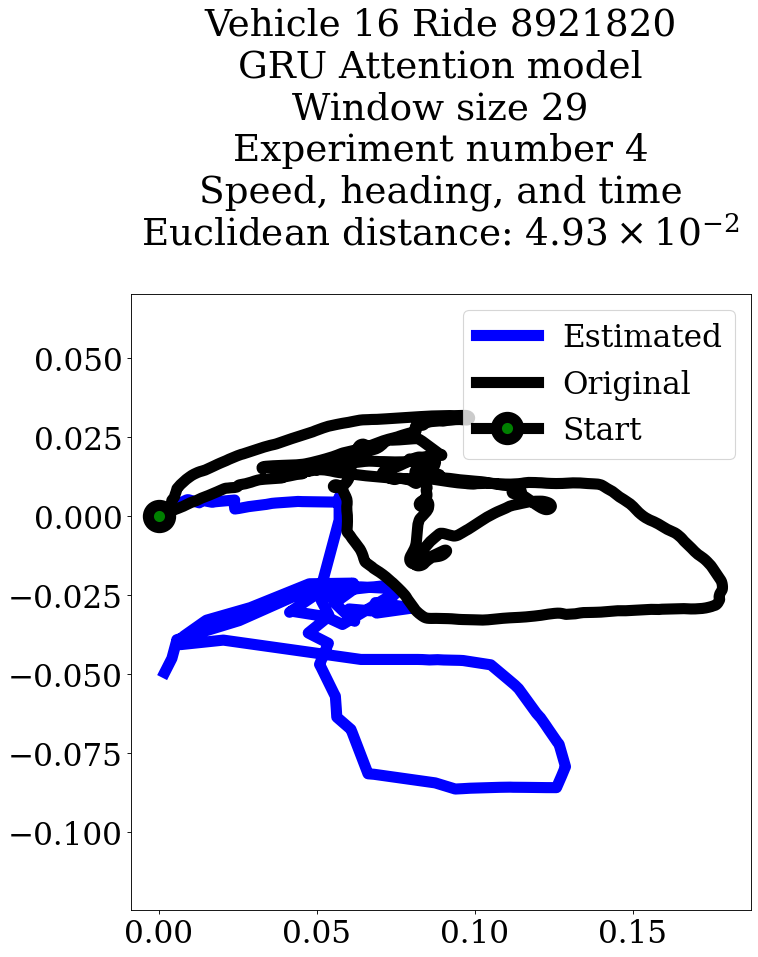 Vehicle 16 Ride 8921820
GRU Attention model
Window size 29
Experiment number 4
Speed, heading, and time
Euclidean distance: 4.93 × 10⁻²
Estimated
Original
Start
0.050
0.025
0.000
−0.025
−0.050
−0.075
−0.100
0.00 0.05 0.10 0.15